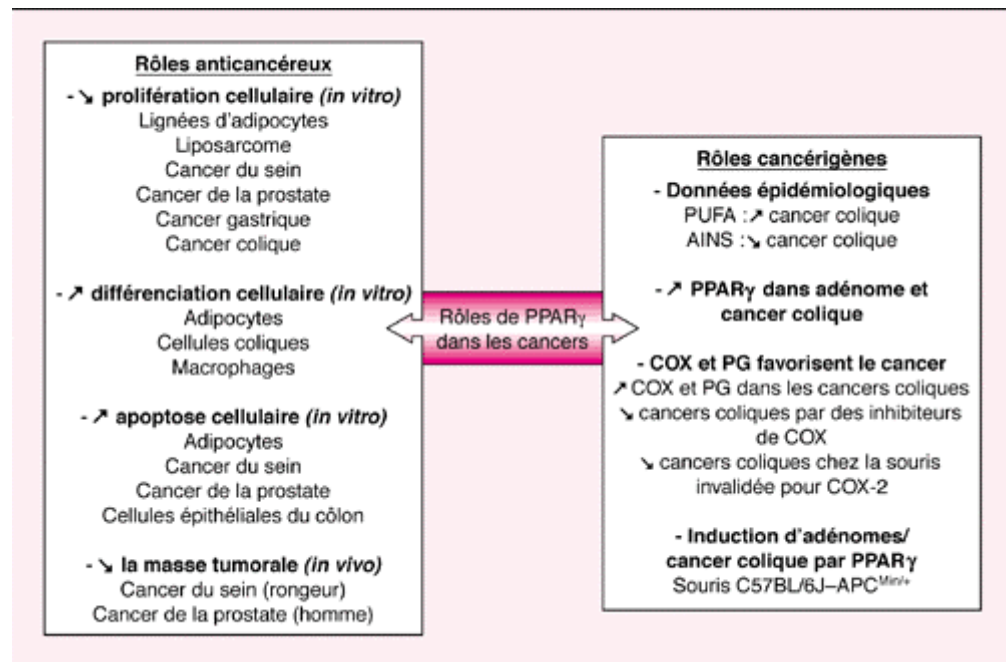 Rôles anticancéreux
- ↘ prolifération cellulaire (in vitro)
Lignées d'adipocytes
Liposarcome
Cancer du sein
Cancer de la prostate
Cancer gastrique
Cancer colique
- ↗ différenciation cellulaire (in vitro)
Adipocytes
Cellules coliques
Macrophages
- ↗ apoptose cellulaire (in vitro)
Adipocytes
Cancer du sein
Cancer de la prostate
Cellules épithéliales du côlon
- ↘ la masse tumorale (in vivo)
Cancer du sein (rongeur)
Cancer de la prostate (homme)
Rôles de PPARγ
dans les cancers
Rôles cancérigènes
- Données épidémiologiques
PUFA : ↗ cancer colique
AINS : ↘ cancer colique
- ↗ PPARγ dans adénome et
cancer colique
- COX et PG favorisent le cancer
↗ COX et PG dans les cancers coliques
↘ cancers coliques par des inhibiteurs
de COX
↘ cancers coliques chez la souris
invalidée pour COX-2
- Induction d'adénomes/
cancer colique par PPARγ
Souris C57BL/6J–APC^Min/+